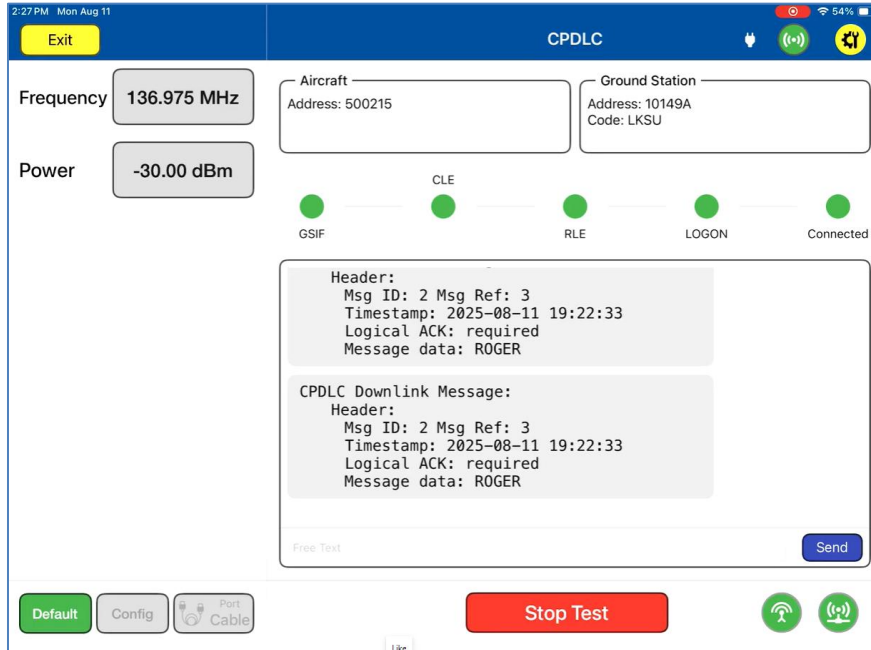 2:27 PM Mon Aug 11
54%
Exit
CPDLC
Frequency
136.975 MHz
Power
-30.00 dBm
Aircraft
Address: 500215
Ground Station
Address: 10149A
Code: LKSU
CLE
GSIF
RLE
LOGON
Connected
Header:
Msg ID: 2 Msg Ref: 3
Timestamp: 2025-08-11 19:22:33
Logical ACK: required
Message data: ROGER
CPDLC Downlink Message:
Header:
Msg ID: 2 Msg Ref: 3
Timestamp: 2025-08-11 19:22:33
Logical ACK: required
Message data: ROGER
Free Text
Send
Default
Config
Port
Cable
Stop Test
Like